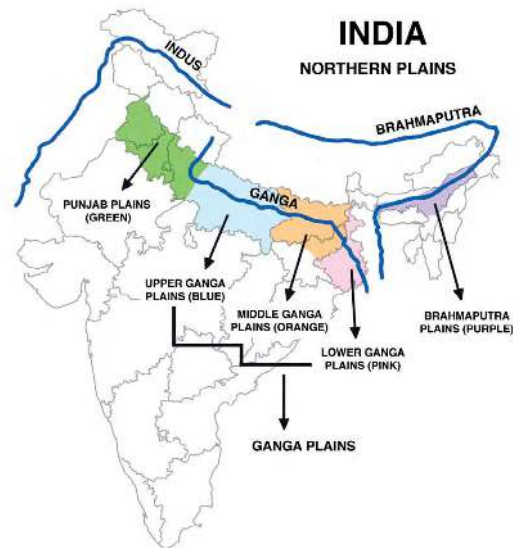 INDIA
NORTHERN PLAINS
INDUS
BRAHMAPUTRA
GANGA
PUNJAB PLAINS
(GREEN)
UPPER GANGA
PLAINS (BLUE)
MIDDLE GANGA
PLAINS (ORANGE)
LOWER GANGA
PLAINS (PINK)
BRAHMAPUTRA
PLAINS (PURPLE)
GANGA PLAINS